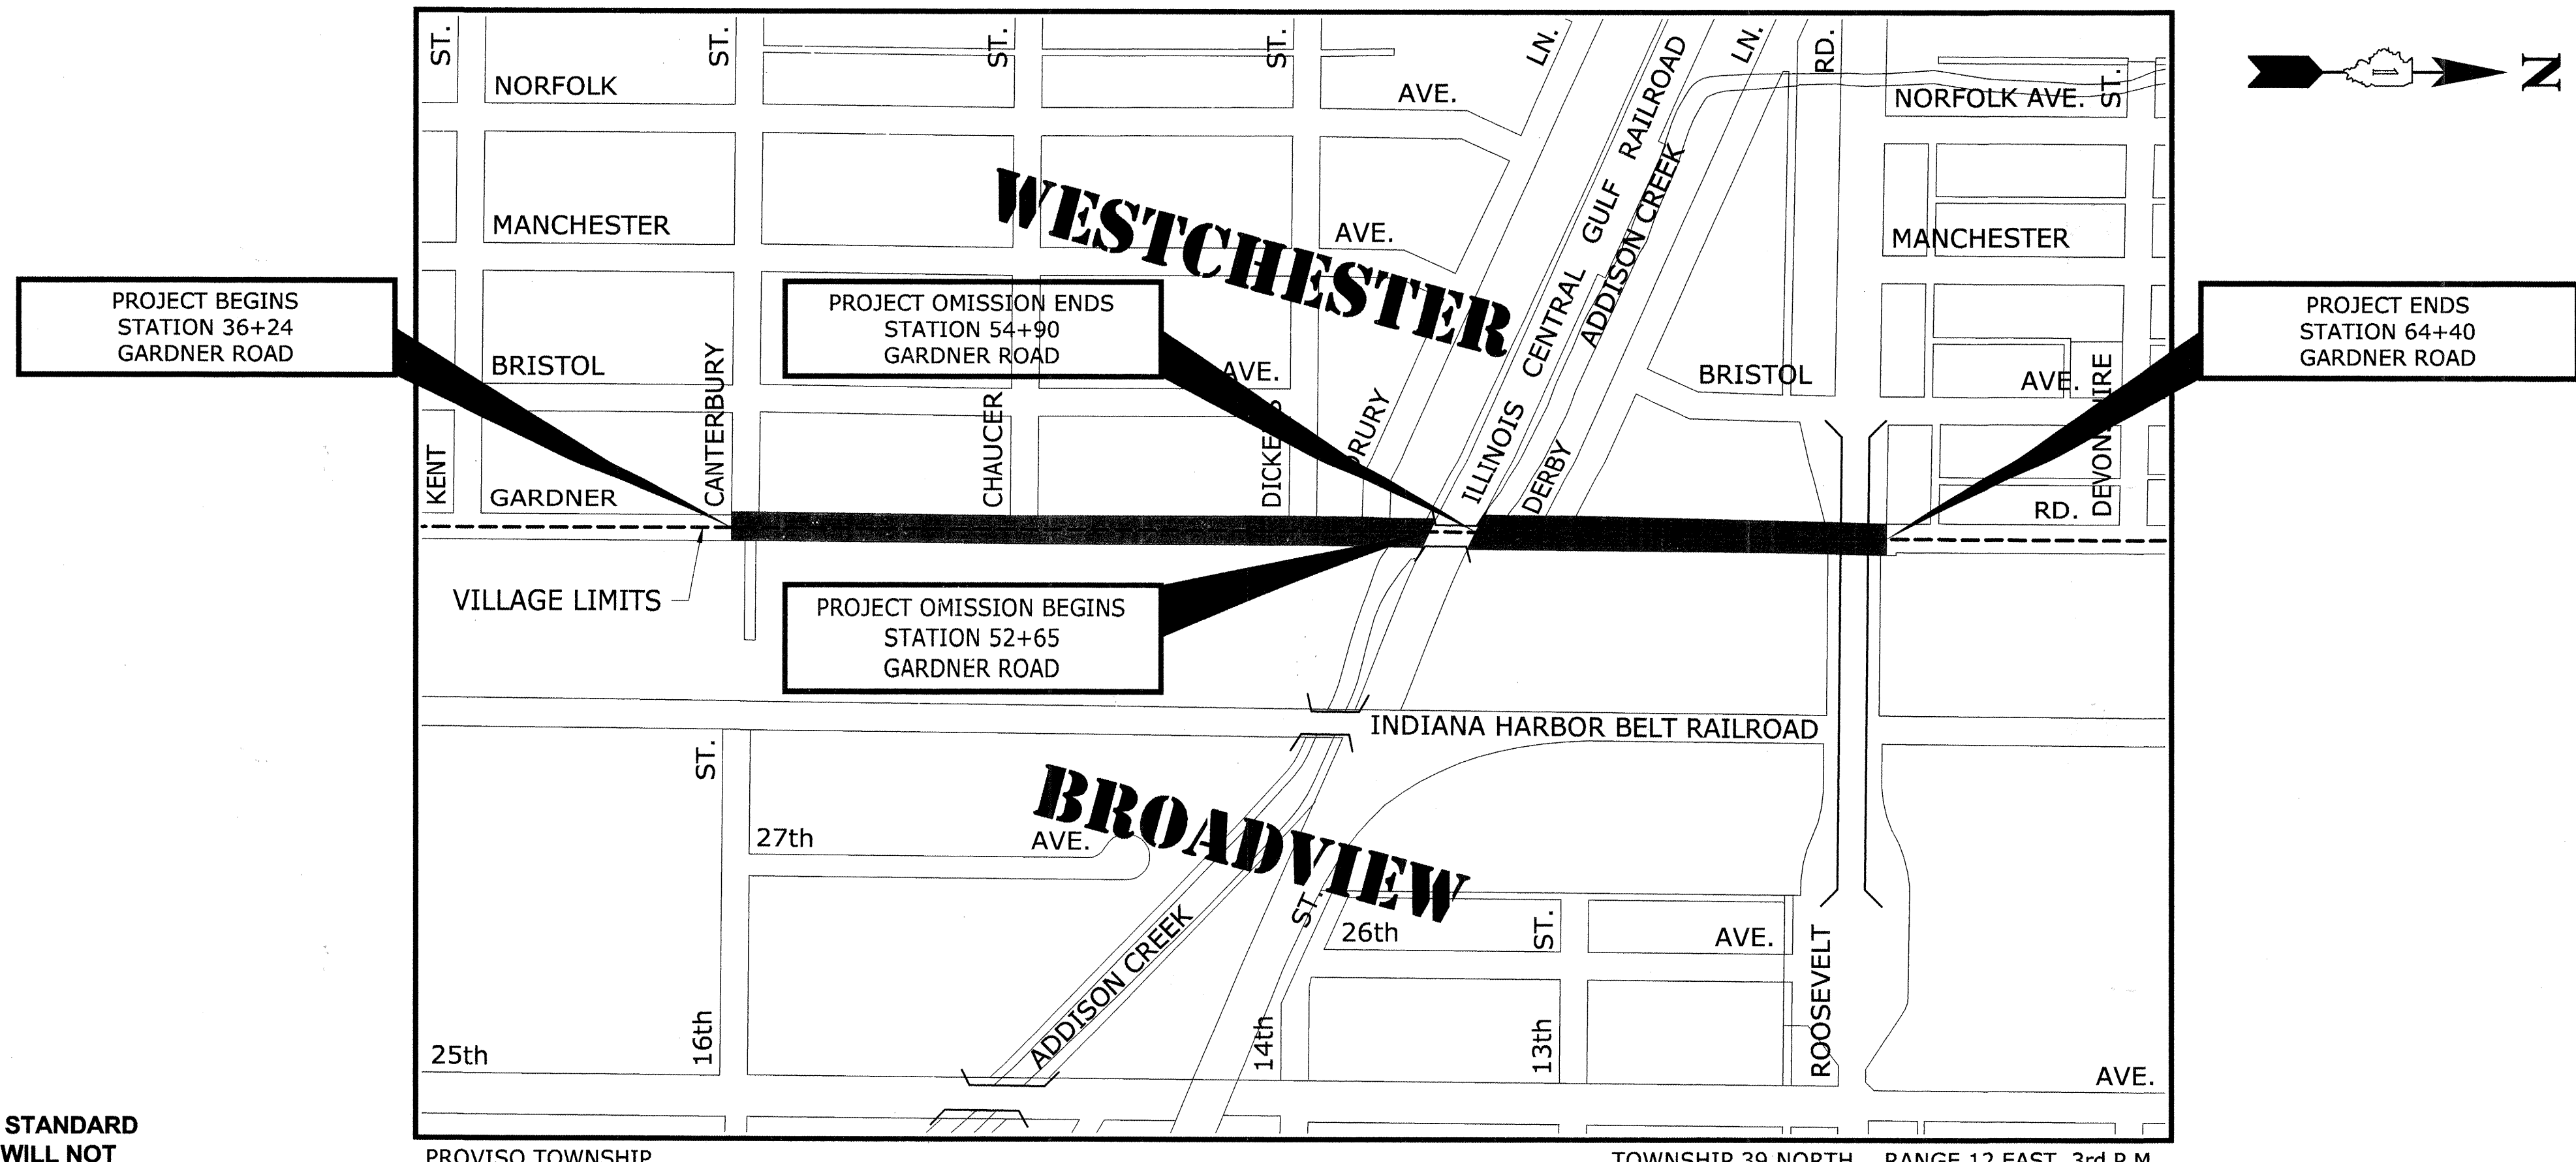 ST.
ST.
ST.
ST.
LN.
LN.
RD.
ST.
N
NORFOLK
AVE.
NORFOLK AVE.
WESTCHESTER
ILLINOIS CENTRAL GULF RAILROAD
ADDISON CREEK
MANCHESTER
AVE.
MANCHESTER
PROJECT BEGINS
STATION 36+24
GARDNER ROAD
PROJECT OMISSION ENDS
STATION 54+90
GARDNER ROAD
PROJECT ENDS
STATION 64+40
GARDNER ROAD
BRISTOL
AVE.
BRISTOL
AVE.
KENT
CANTERBURY
CHAUCER
DERBY
GARDNER
RD.
VILLAGE LIMITS
PROJECT OMISSION BEGINS
STATION 52+65
GARDNER ROAD
INDIANA HARBOR BELT RAILROAD
ST.
BROADVIEW
27th
AVE.
ST.
26th
ST.
AVE.
ADDISON CREEK
ROOSEVELT
25th
16th
14th
13th
AVE.
STANDARD
WILL NOT
PROVISO TOWNSHIP
TOWNSHIP 39 NORTH RANGE 12 EAST, 3rd P.M.